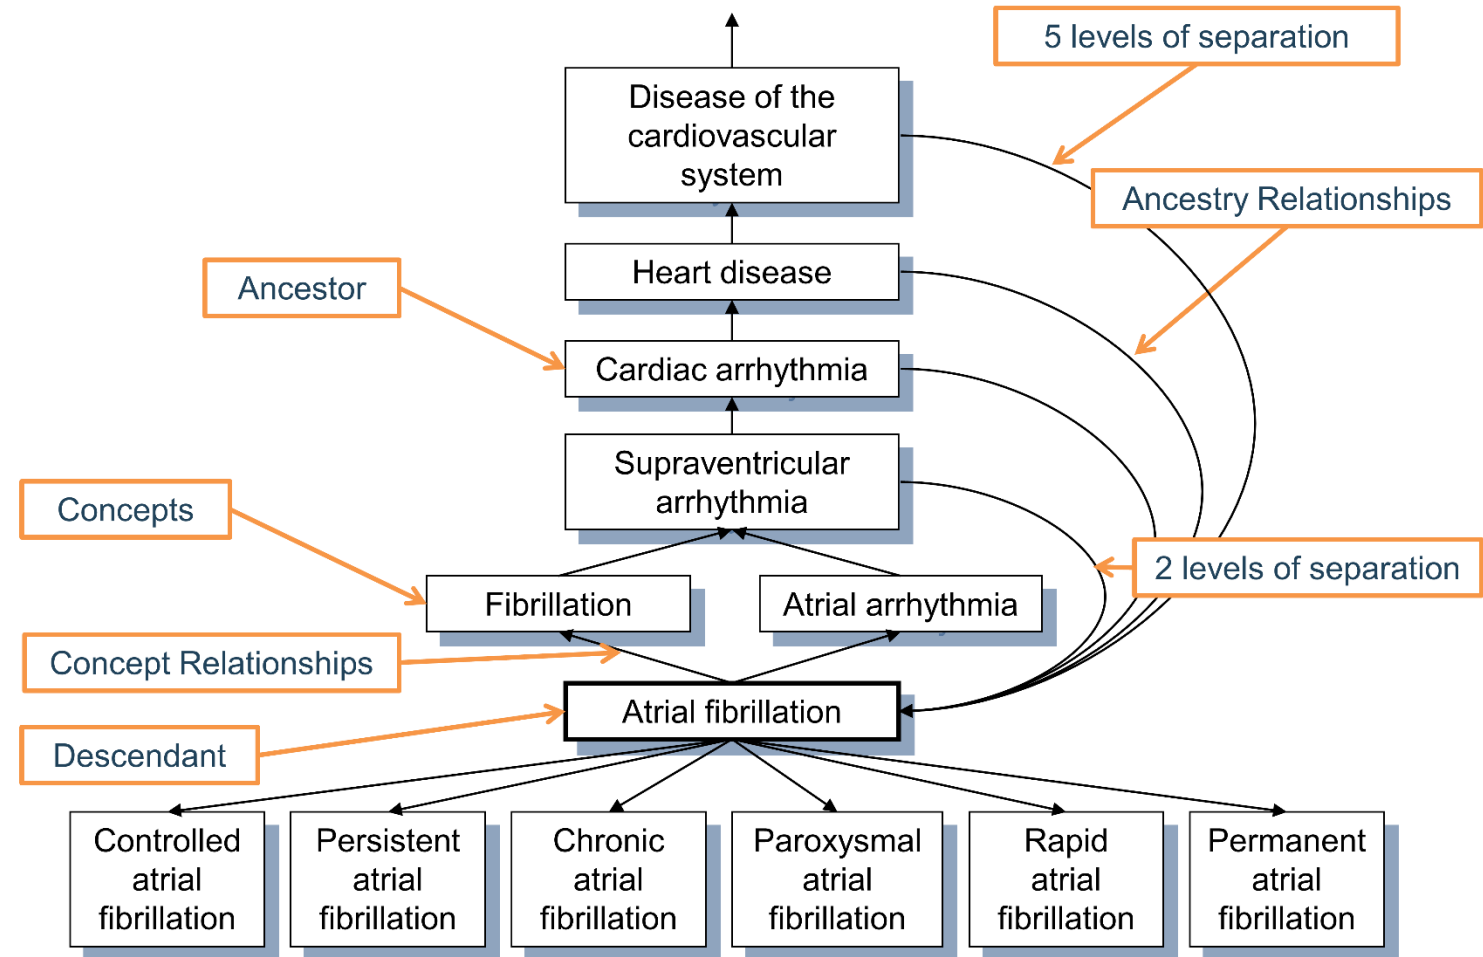 5 levels of separation
Disease of the
cardiovascular
system
Ancestry Relationships
Heart disease
Ancestor
Cardiac arrhythmia
Supraventricular
arrhythmia
Concepts
2 levels of separation
Fibrillation
Atrial arrhythmia
Concept Relationships
Atrial fibrillation
Descendant
Controlled
atrial
fibrillation
Persistent
atrial
fibrillation
Chronic
atrial
fibrillation
Paroxysmal
atrial
fibrillation
Rapid
atrial
fibrillation
Permanent
atrial
fibrillation